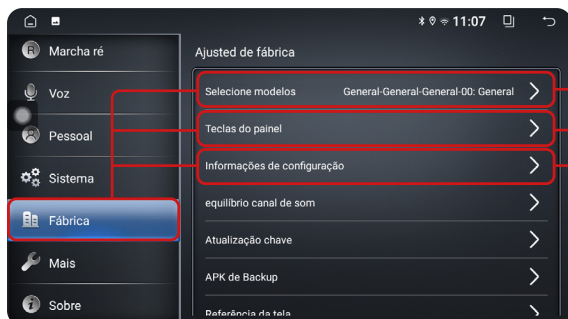 11:07
R Marcha ré
Ajusted de fábrica
Voz
Selecione modelos General-General-General-00: General
Pessoal
Teclas do painel
Sistema
Informações de configuração
Fábrica
equilíbrio canal de som
Mais
Atualização chave
APK de Backup
Sobre
Referência da tela